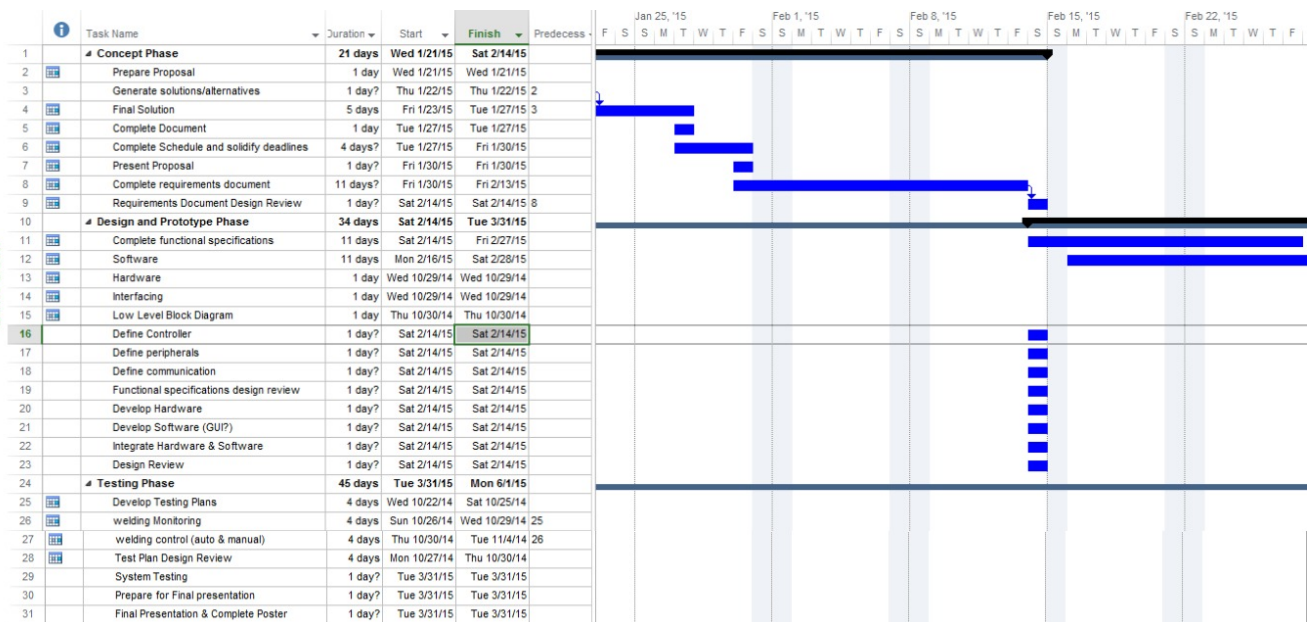 Jan 25, '15 Feb 1, '15 Feb 8, '15 Feb 15, '15 Feb 22, '15
Task Name Duration Start Finish Predecess F S S M T W T F S S M T W T F S S M T W T F S S M T W T F S S M T W T F
1 Concept Phase 21 days Wed 1/21/15 Sat 2/14/15
2 Prepare Proposal 1 day Wed 1/21/15 Wed 1/21/15
3 Generate solutions/alternatives 1 day? Thu 1/22/15 Thu 1/22/15 2
4 Final Solution 5 days Fri 1/23/15 Tue 1/27/15 3
5 Complete Document 1 day Tue 1/27/15 Tue 1/27/15
6 Complete Schedule and solidify deadlines 4 days? Tue 1/27/15 Fri 1/30/15
7 Present Proposal 1 day? Fri 1/30/15 Fri 1/30/15
8 Complete requirements document 11 days? Fri 1/30/15 Fri 2/13/15
9 Requirements Document Design Review 1 day? Sat 2/14/15 Sat 2/14/15 8
10 Design and Prototype Phase 34 days Sat 2/14/15 Tue 3/31/15
11 Complete functional specifications 11 days Sat 2/14/15 Fri 2/27/15
12 Software 11 days Mon 2/16/15 Sat 2/28/15
13 Hardware 1 day Wed 10/29/14 Wed 10/29/14
14 Interfacing 1 day Wed 10/29/14 Wed 10/29/14
15 Low Level Block Diagram 1 day Thu 10/30/14 Thu 10/30/14
16 Define Controller 1 day? Sat 2/14/15 Sat 2/14/15
17 Define peripherals 1 day? Sat 2/14/15 Sat 2/14/15
18 Define communication 1 day? Sat 2/14/15 Sat 2/14/15
19 Functional specifications design review 1 day? Sat 2/14/15 Sat 2/14/15
20 Develop Hardware 1 day? Sat 2/14/15 Sat 2/14/15
21 Develop Software (GUI?) 1 day? Sat 2/14/15 Sat 2/14/15
22 Integrate Hardware & Software 1 day? Sat 2/14/15 Sat 2/14/15
23 Design Review 1 day? Sat 2/14/15 Sat 2/14/15
24 Testing Phase 45 days Tue 3/31/15 Mon 6/1/15
25 Develop Testing Plans 4 days Wed 10/22/14 Sat 10/25/14
26 welding Monitoring 4 days Sun 10/26/14 Wed 10/29/14 25
27 welding control (auto & manual) 4 days Thu 10/30/14 Tue 11/4/14 26
28 Test Plan Design Review 4 days Mon 10/27/14 Thu 10/30/14
29 System Testing 1 day? Tue 3/31/15 Tue 3/31/15
30 Prepare for Final presentation 1 day? Tue 3/31/15 Tue 3/31/15
31 Final Presentation & Complete Poster 1 day? Tue 3/31/15 Tue 3/31/15